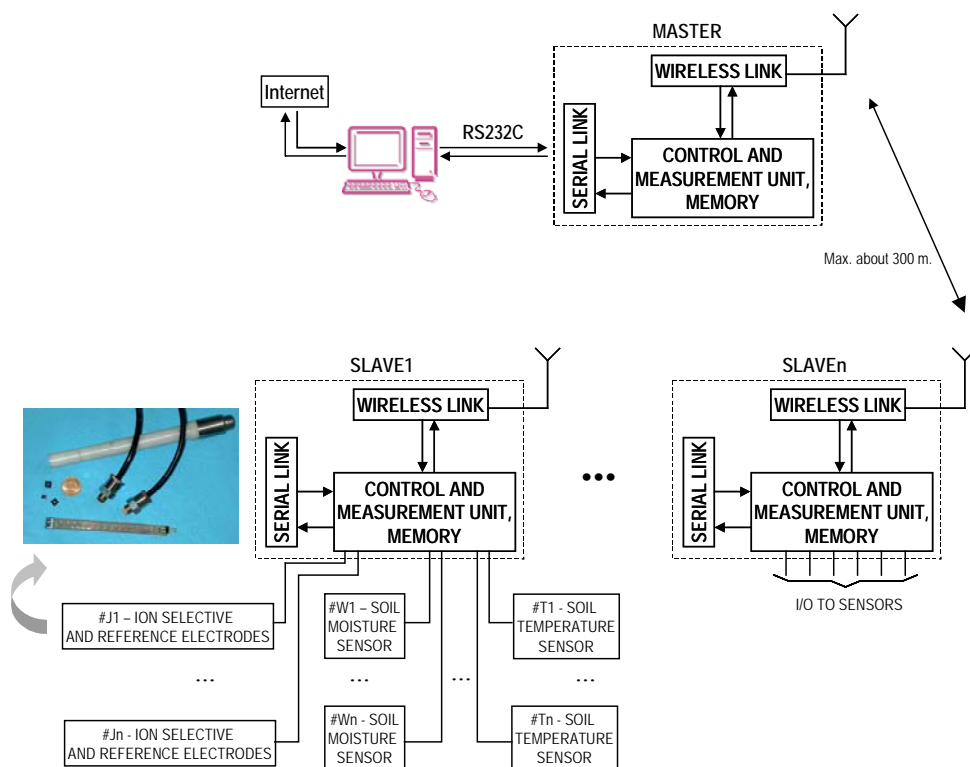 MASTER
WIRELESS LINK
Internet
RS232C
SERIAL LINK
CONTROL AND
MEASUREMENT UNIT,
MEMORY
Max. about 300 m.
SLAVE1
WIRELESS LINK
SERIAL LINK
CONTROL AND
MEASUREMENT UNIT,
MEMORY
...
SLAVEn
WIRELESS LINK
SERIAL LINK
CONTROL AND
MEASUREMENT UNIT,
MEMORY
I/O TO SENSORS
#J1 – ION SELECTIVE
AND REFERENCE ELECTRODES
#W1 – SOIL
MOISTURE
SENSOR
#T1 - SOIL
TEMPERATURE
SENSOR
...
...
...
...
#Jn - ION SELECTIVE
AND REFERENCE ELECTRODES
#Wn - SOIL
MOISTURE
SENSOR
#Tn - SOIL
TEMPERATURE
SENSOR